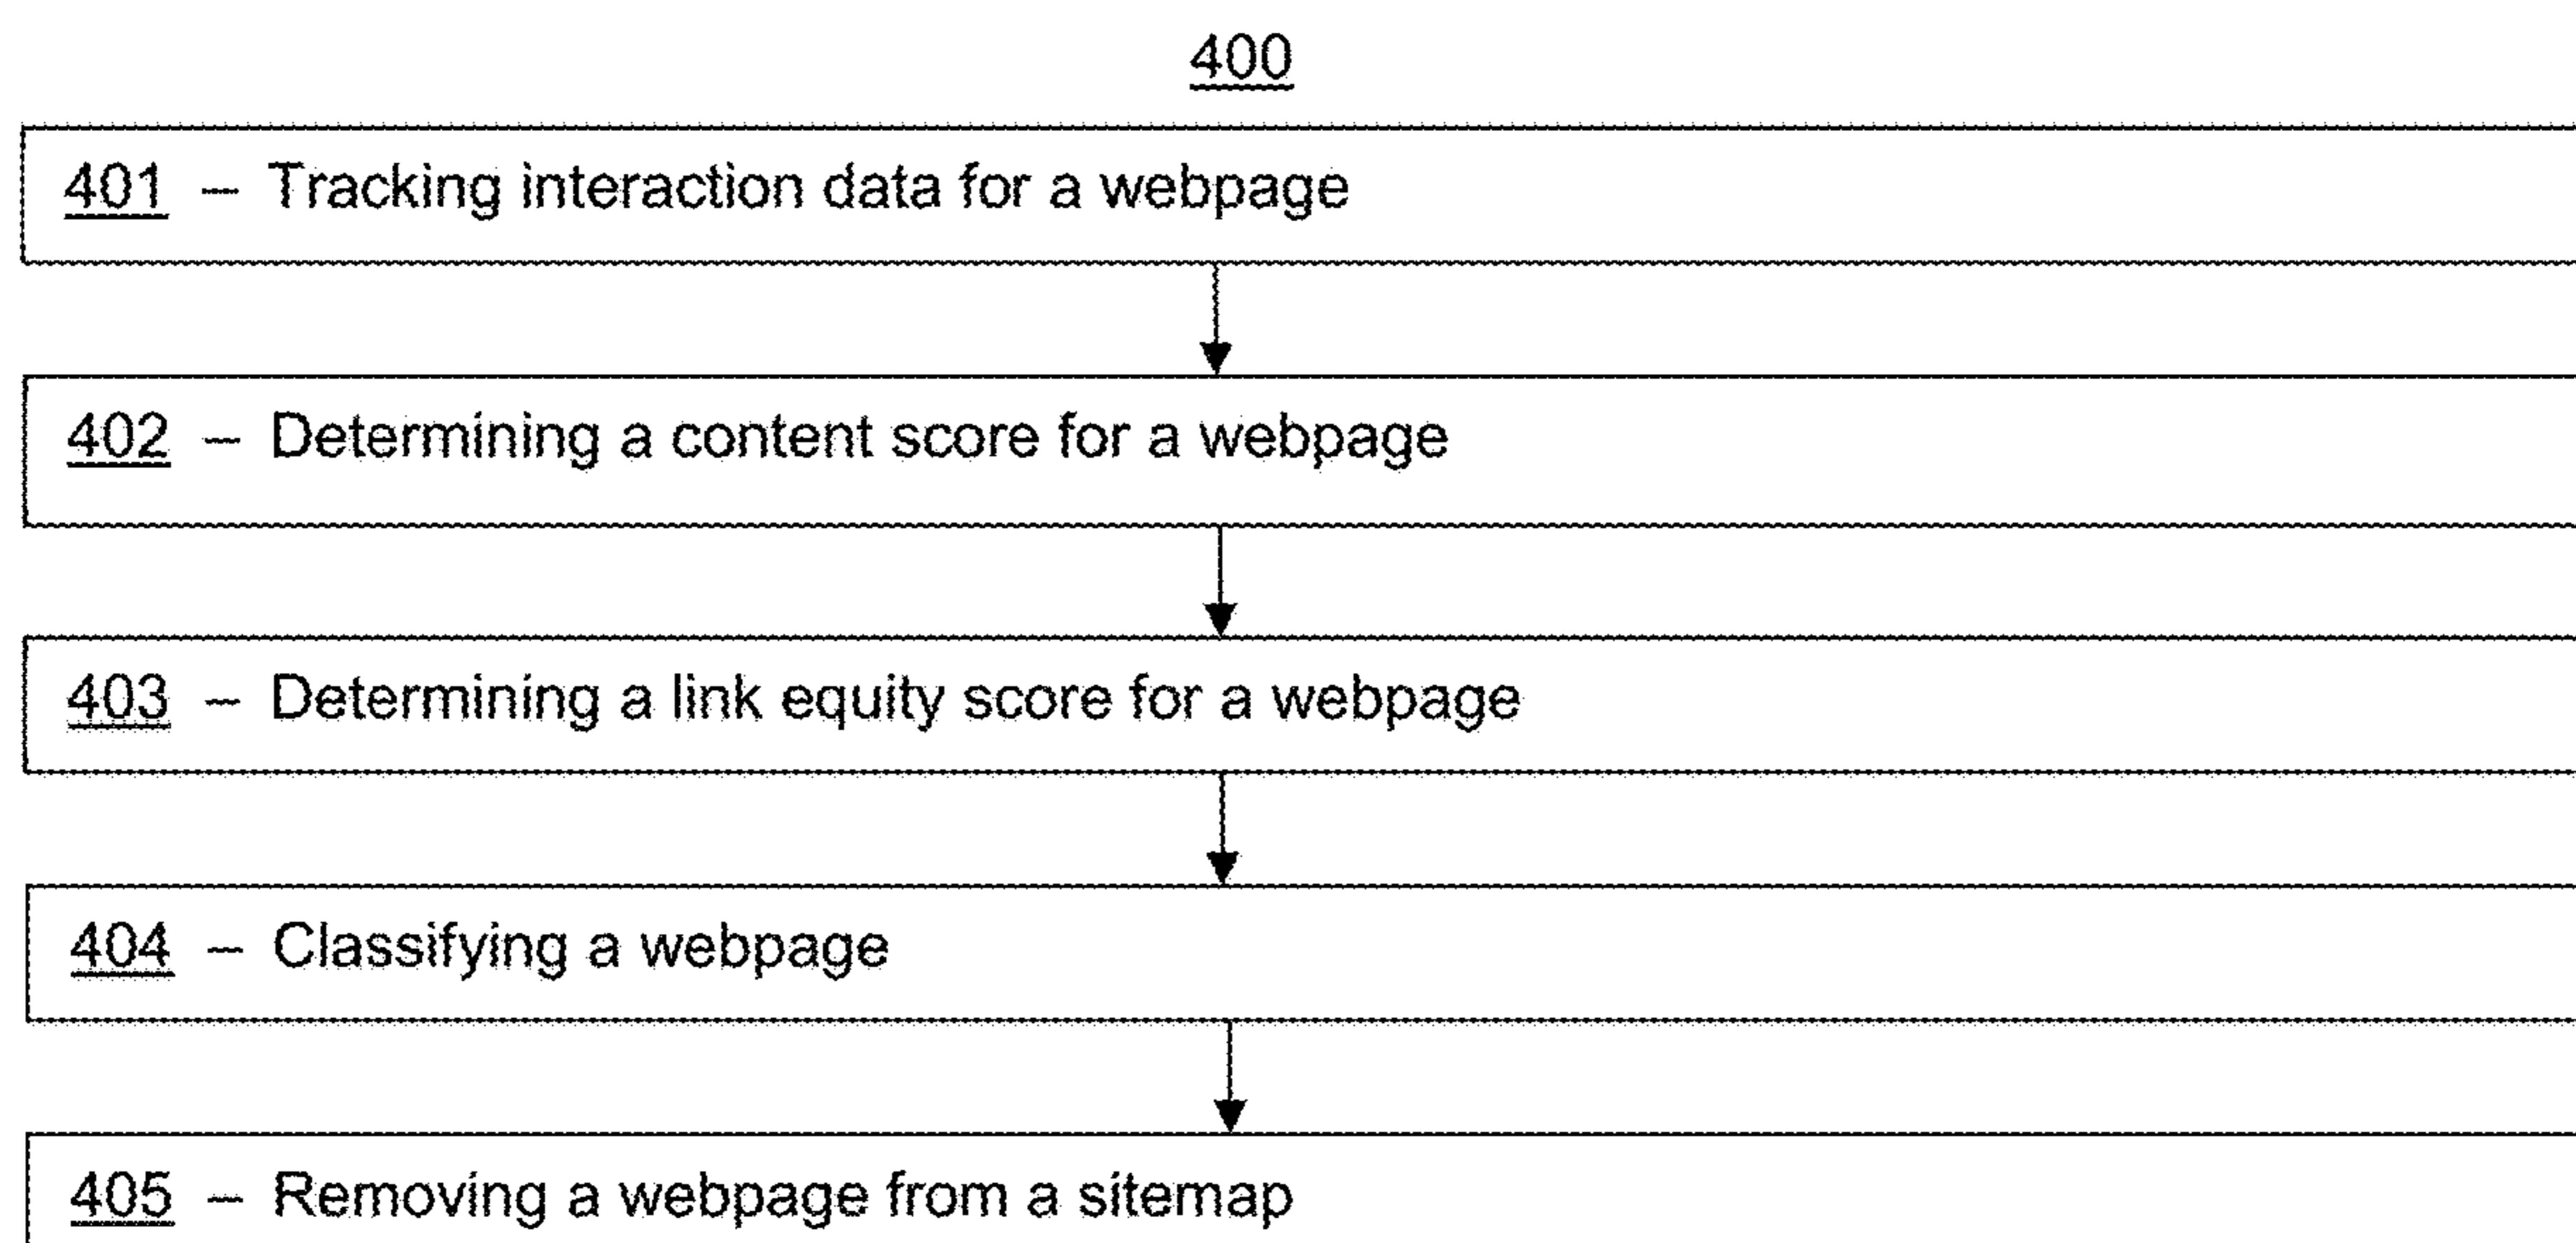 400
401 – Tracking interaction data for a webpage
402 – Determining a content score for a webpage
403 – Determining a link equity score for a webpage
404 – Classifying a webpage
405 – Removing a webpage from a sitemap